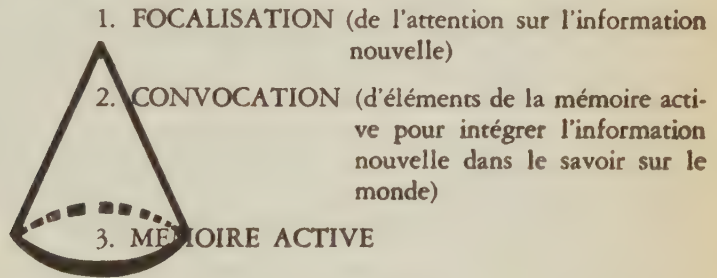 1. FOCALISATION (de l'attention sur l'information
nouvelle)
2. CONVOCATION (d'éléments de la mémoire acti-
ve pour intégrer l'information
nouvelle dans le savoir sur le
monde)
3. MÉMOIRE ACTIVE